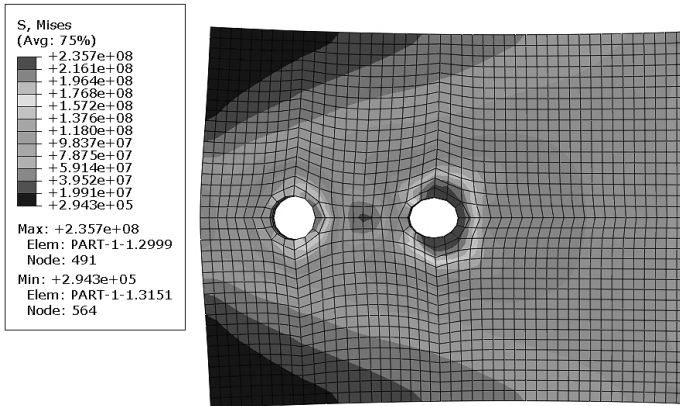 S, Mises
(Avg: 75%)
+2.357e+08
+2.161e+08
+1.964e+08
+1.768e+08
+1.572e+08
+1.376e+08
+1.180e+08
+9.837e+07
+7.875e+07
+5.914e+07
+3.952e+07
+1.991e+07
+2.943e+05
Max: +2.357e+08
Elem: PART-1-1.2999
Node: 491
Min: +2.943e+05
Elem: PART-1-1.3151
Node: 564